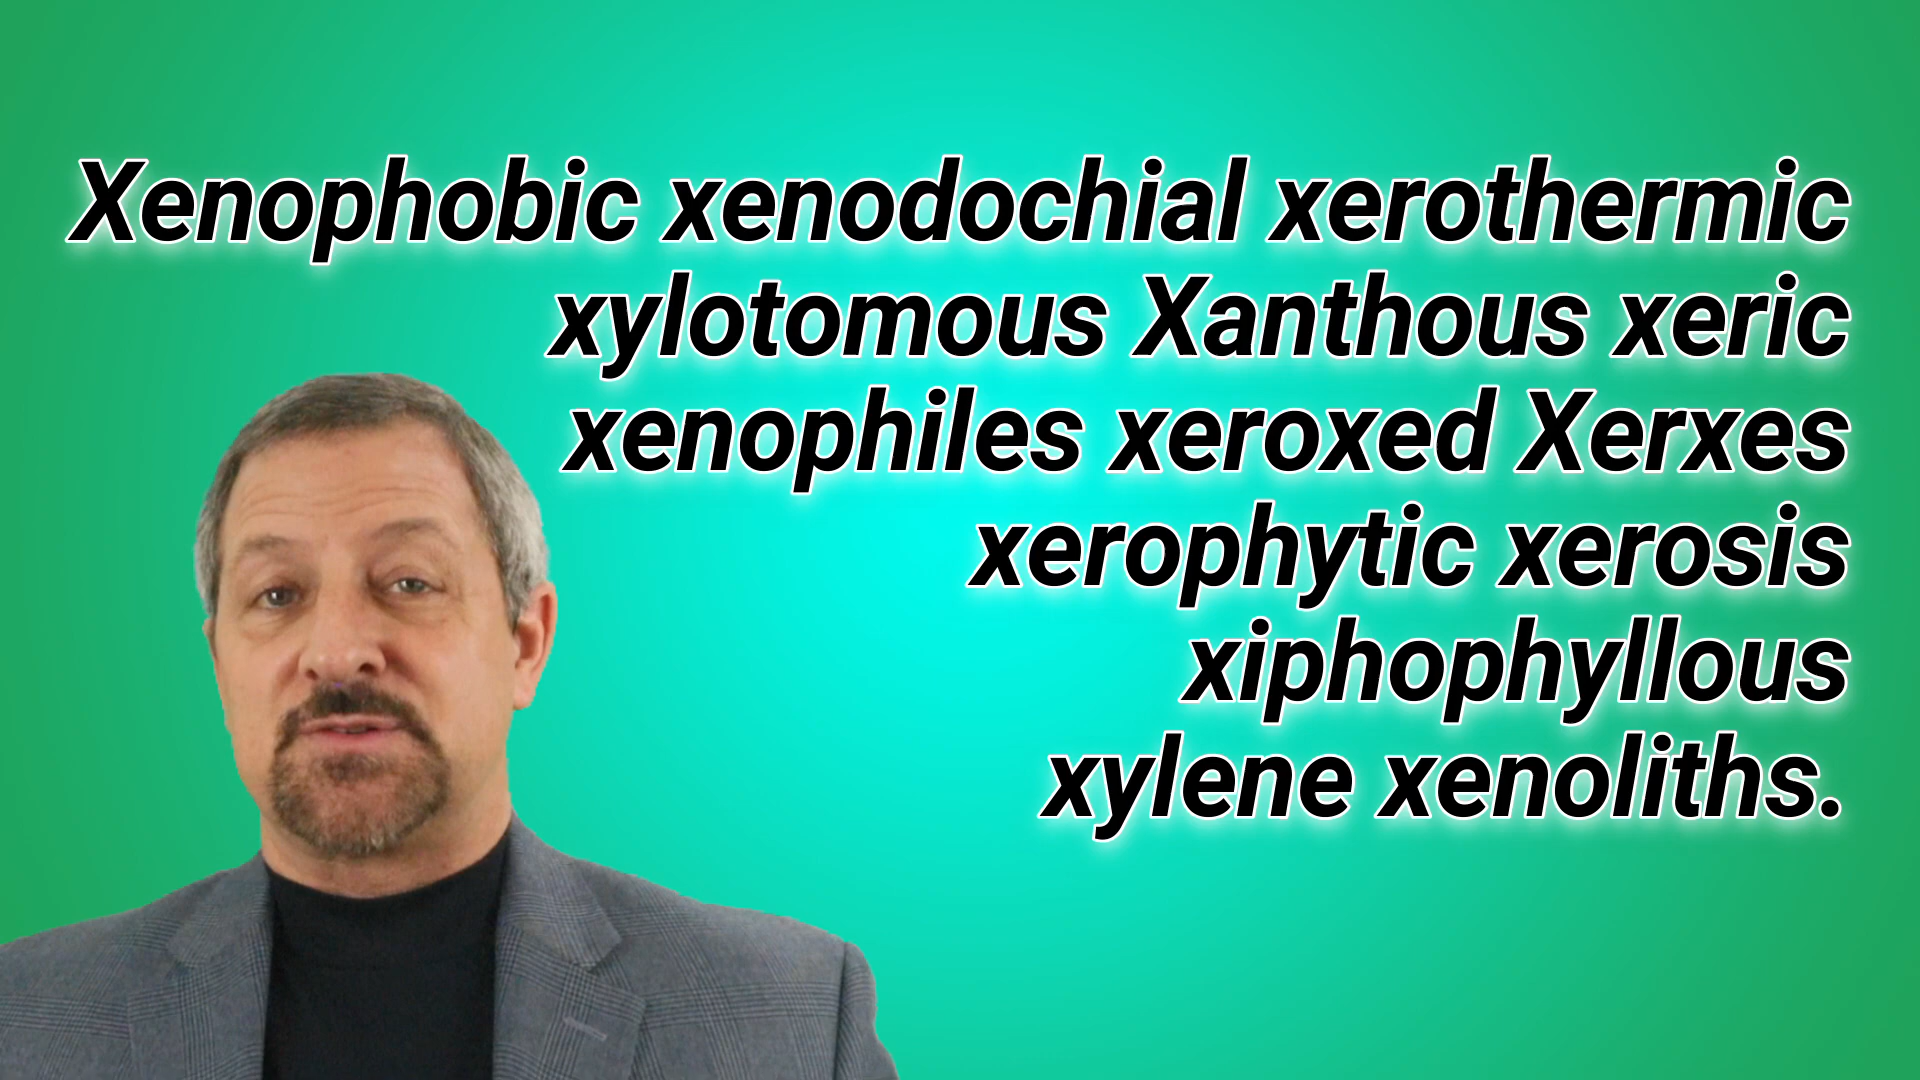 Xenophobic xenodochial xerothermic
xylotomous Xanthous xeric
xenophiles xeroxed Xerxes
xerophytic xerosis
xiphophyllous
xylene xenoliths.